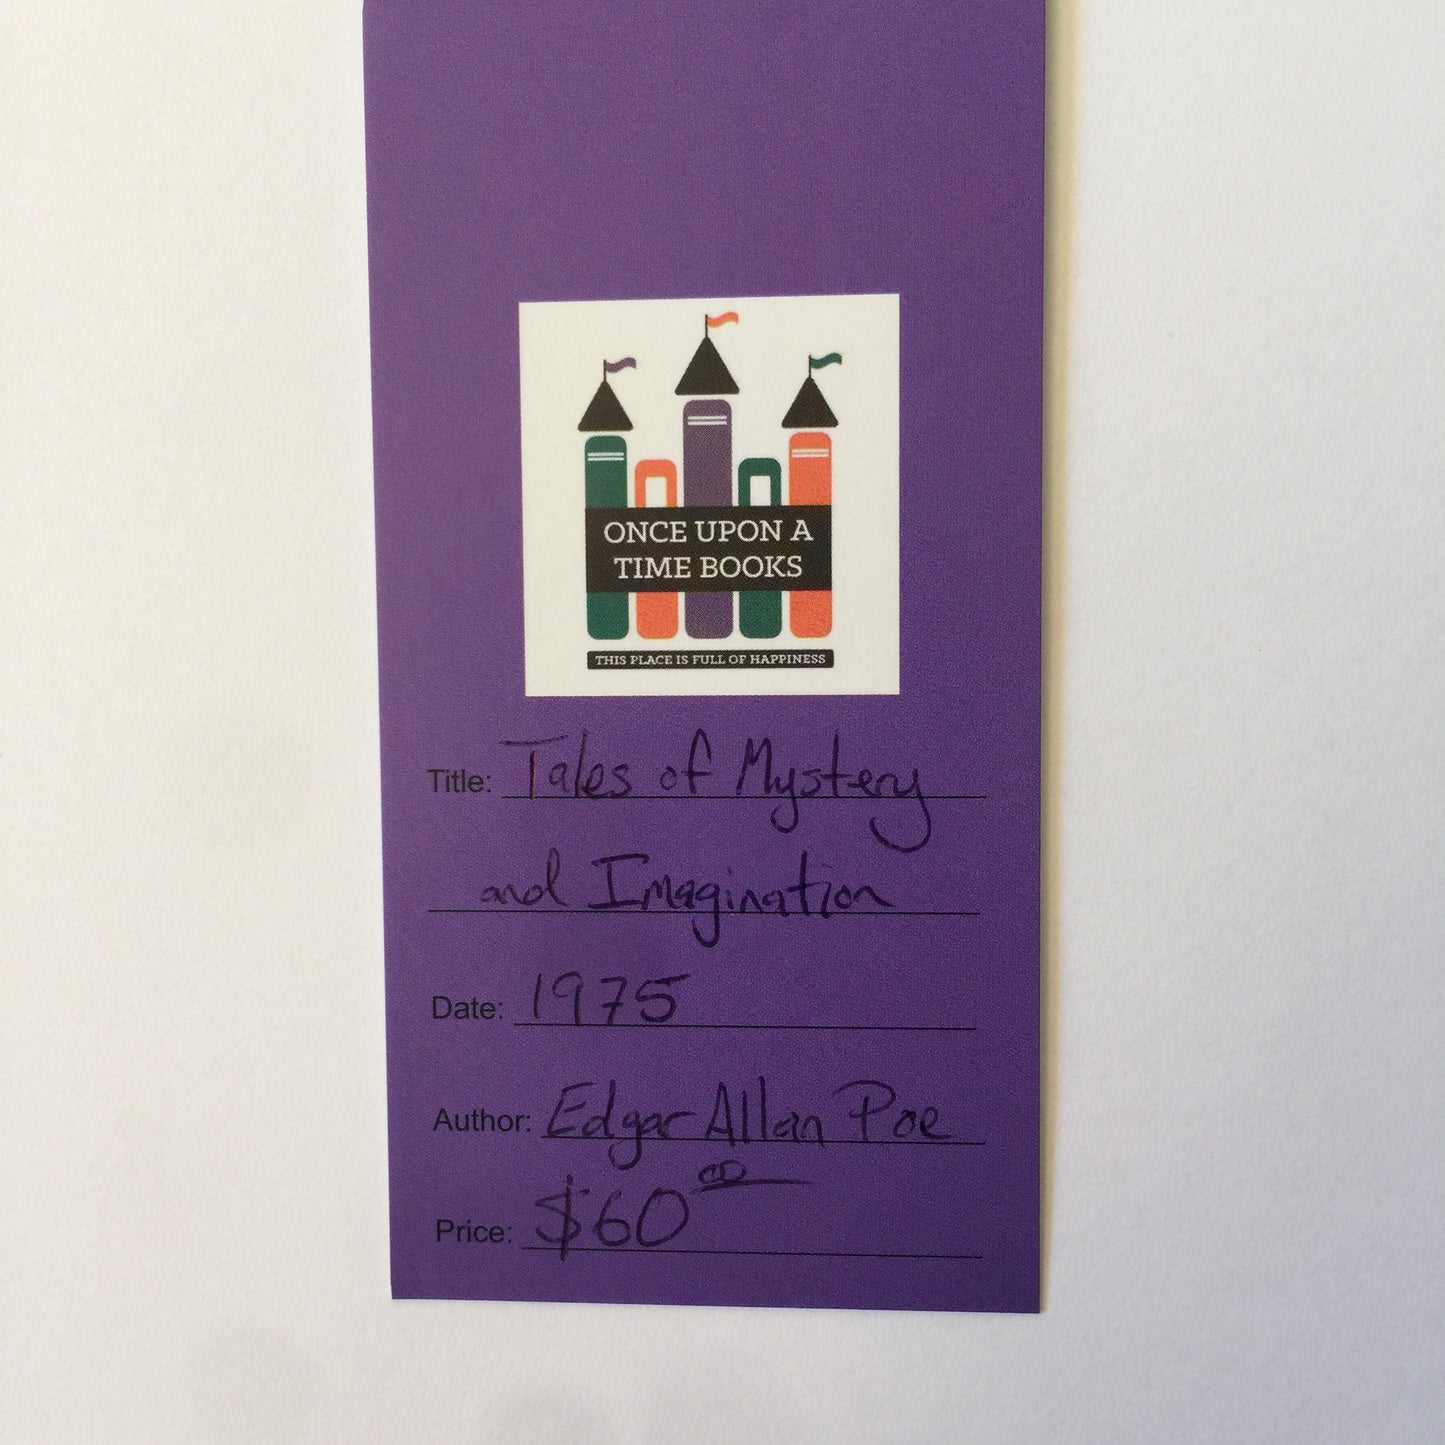 ONCE UPON A
TIME BOOKS
THIS PLACE IS FULL OF HAPPINESS
Title: Tales of Mystery
and Imagination
Date: 1975
Author: Edgar Allan Poe
Price: $60.00